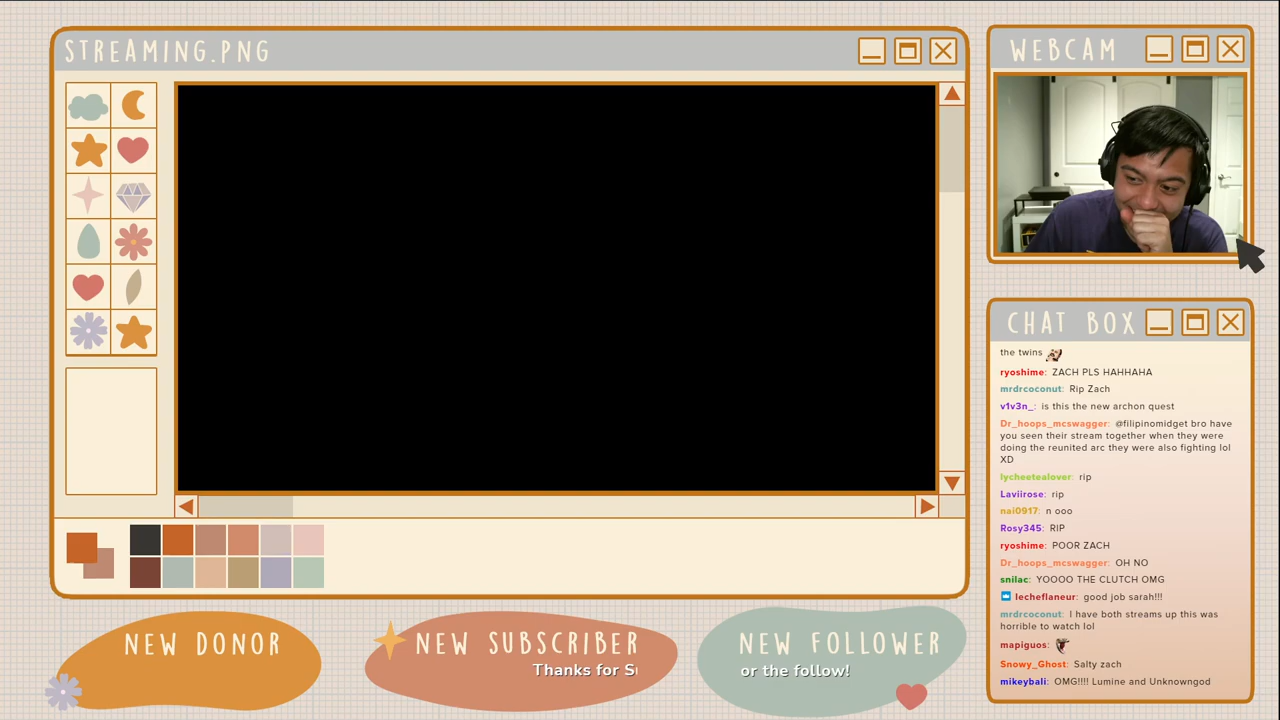 STREAMING.PNG
WEBCAM
CHAT BOX
the twins
ryoshime: ZACH PLS HAHHAHA
mrdrcoconut: Rip Zach
v1v3n_: is this the new archon quest
Dr_hoops_mcswagger: @filipinomidget bro have
you seen their stream together when they were
doing the reunited arc they were also fighting lol
XD
lycheetealover: rip
Laviirose: rip
nai0917: n ooo
Rosy345: RIP
ryoshime: POOR ZACH
Dr_hoops_mcswagger: OH NO
snilac: YOOOO THE CLUTCH OMG
lecheflaneur: good job sarah!!!
mrdrcoconut: I have both streams up this was
horrible to watch lol
mapiguos:
Snowy_Ghost: Salty zach
mikeybali: OMG!!!! Lumine and Unknowngod
NEW DONOR
NEW SUBSCRIBER
Thanks for S
NEW FOLLOWER
or the follow!